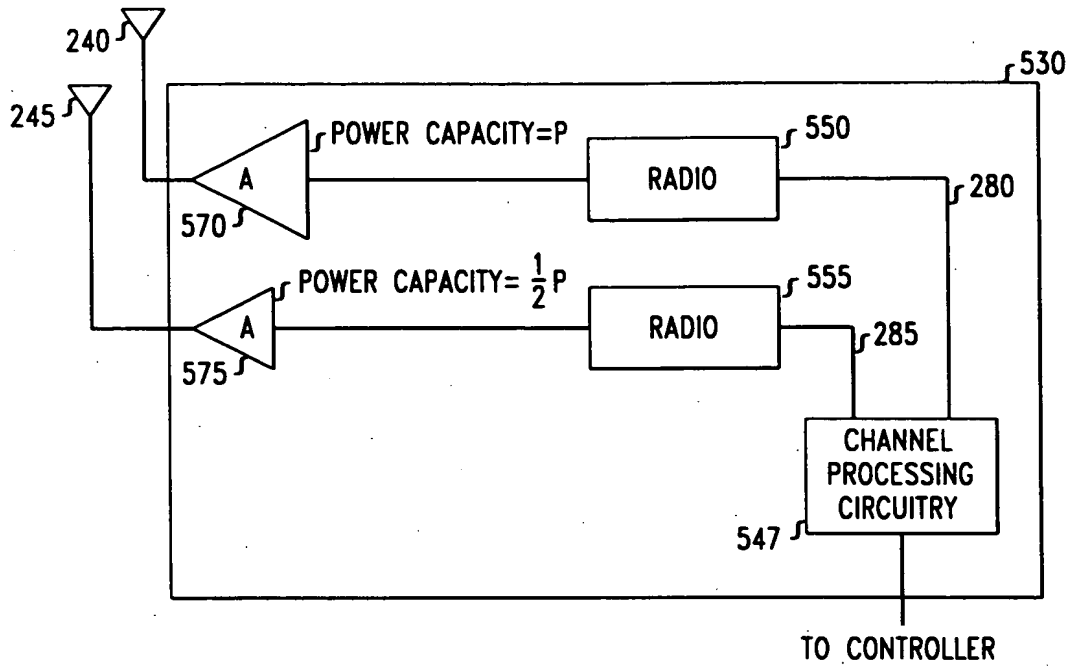 240
530
245
POWER CAPACITY=P
550
A
RADIO
280
570
POWER CAPACITY= 1/2 P
555
A
RADIO
285
575
CHANNEL
PROCESSING
CIRCUITRY
547
TO CONTROLLER